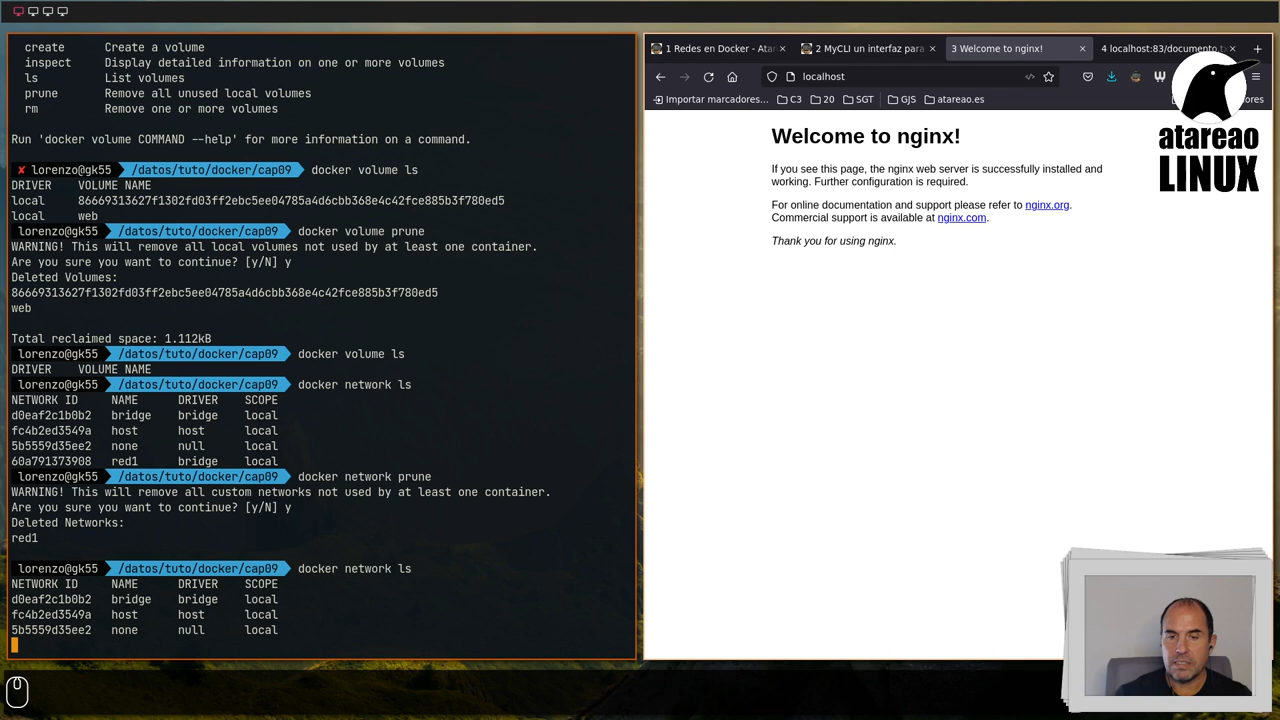 create      Create a volume
inspect     Display detailed information on one or more volumes
ls          List volumes
prune       Remove all unused local volumes
rm          Remove one or more volumes
Run 'docker volume COMMAND --help' for more information on a command.
✘ lorenzo@gk55 /datos/tuto/docker/cap09 docker volume ls
DRIVER    VOLUME NAME
local     86669313627f1302fd03ff2ebc5ee04785a4d6cbb368e4c42fce885b3f780ed5
local     web
lorenzo@gk55 /datos/tuto/docker/cap09 docker volume prune
WARNING! This will remove all local volumes not used by at least one container.
Are you sure you want to continue? [y/N] y
Deleted Volumes:
86669313627f1302fd03ff2ebc5ee04785a4d6cbb368e4c42fce885b3f780ed5
web
Total reclaimed space: 1.112kB
lorenzo@gk55 /datos/tuto/docker/cap09 docker volume ls
DRIVER    VOLUME NAME
lorenzo@gk55 /datos/tuto/docker/cap09 docker network ls
NETWORK ID     NAME      DRIVER    SCOPE
d0eaf2c1b0b2   bridge    bridge    local
fc4b2ed3549a   host      host      local
5b5559d35ee2   none      null      local
60a791373908   red1      bridge    local
lorenzo@gk55 /datos/tuto/docker/cap09 docker network prune
WARNING! This will remove all custom networks not used by at least one container.
Are you sure you want to continue? [y/N] y
Deleted Networks:
red1
lorenzo@gk55 /datos/tuto/docker/cap09 docker network ls
NETWORK ID     NAME      DRIVER    SCOPE
d0eaf2c1b0b2   bridge    bridge    local
fc4b2ed3549a   host      host      local
5b5559d35ee2   none      null      local
1 Redes en Docker - Atar
2 MyCLI un interfaz para
3 Welcome to nginx!
4 localhost:83/documento.t
localhost
Importar marcadores... C3 20 SGT GJS atareao.es
Welcome to nginx!
If you see this page, the nginx web server is successfully installed and
working. Further configuration is required.
For online documentation and support please refer to nginx.org.
Commercial support is available at nginx.com.
Thank you for using nginx.
atareao
LINUX